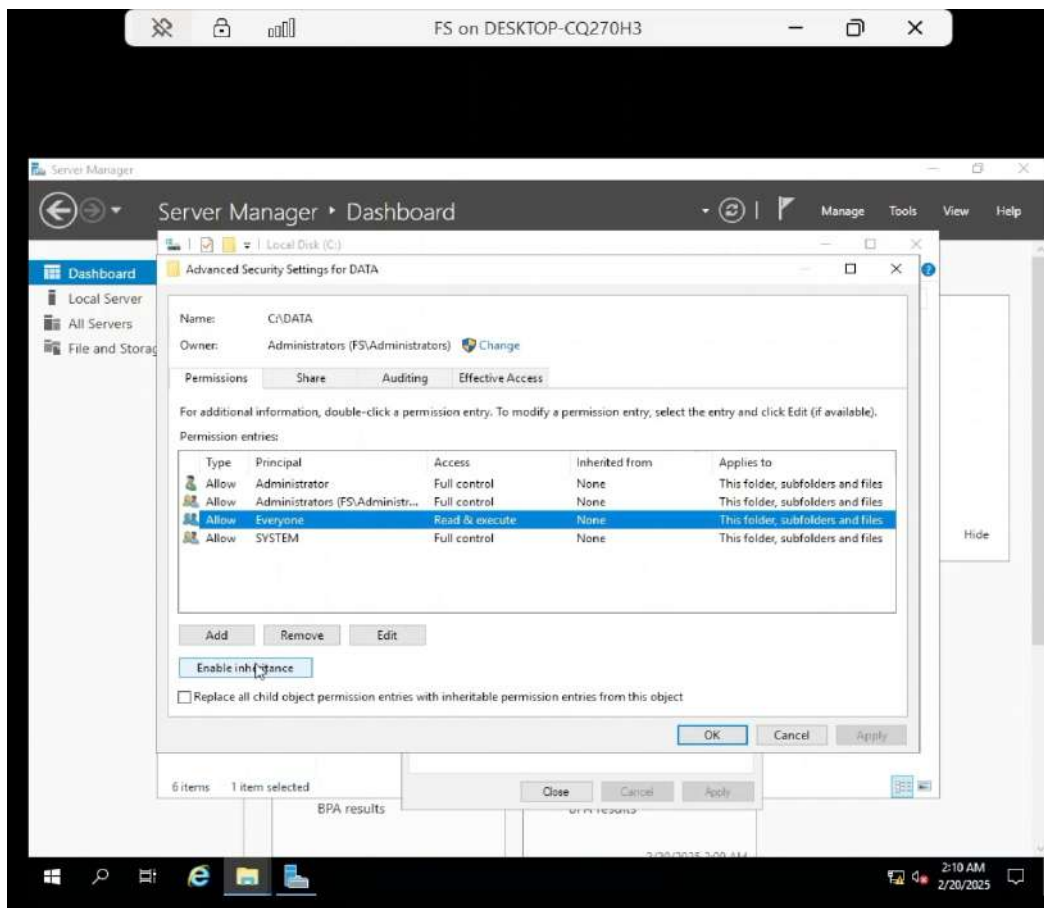 FS on DESKTOP-CQ270H3
Server Manager
Server Manager ‣ Dashboard
Manage Tools View Help
Local Disk (C:)
Dashboard
Local Server
All Servers
File and Storag
Advanced Security Settings for DATA
Name: C:\DATA
Owner: Administrators (FS\Administrators) Change
Permissions Share Auditing Effective Access
For additional information, double-click a permission entry. To modify a permission entry, select the entry and click Edit (if available).
Permission entries:
Type Principal Access Inherited from Applies to
Allow Administrator Full control None This folder, subfolders and files
Allow Administrators (FS\Administr... Full control None This folder, subfolders and files
Allow Everyone Read & execute None This folder, subfolders and files
Allow SYSTEM Full control None This folder, subfolders and files
Hide
Add Remove Edit
Enable inheritance
Replace all child object permission entries with inheritable permission entries from this object
OK Cancel Apply
6 items 1 item selected
Close Cancel Apply
BPA results
2:10 AM
2/20/2025